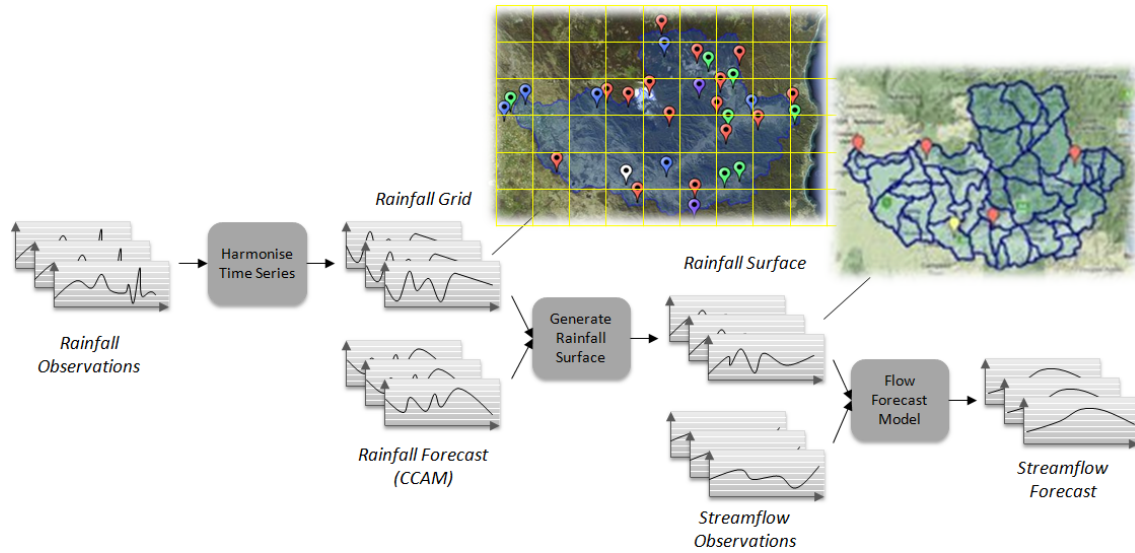 Rainfall Grid
Harmonise
Time Series
Rainfall
Observations
Rainfall Surface
Generate
Rainfall
Surface
Rainfall Forecast
(CCAM)
Flow
Forecast
Model
Streamflow
Observations
Streamflow
Forecast